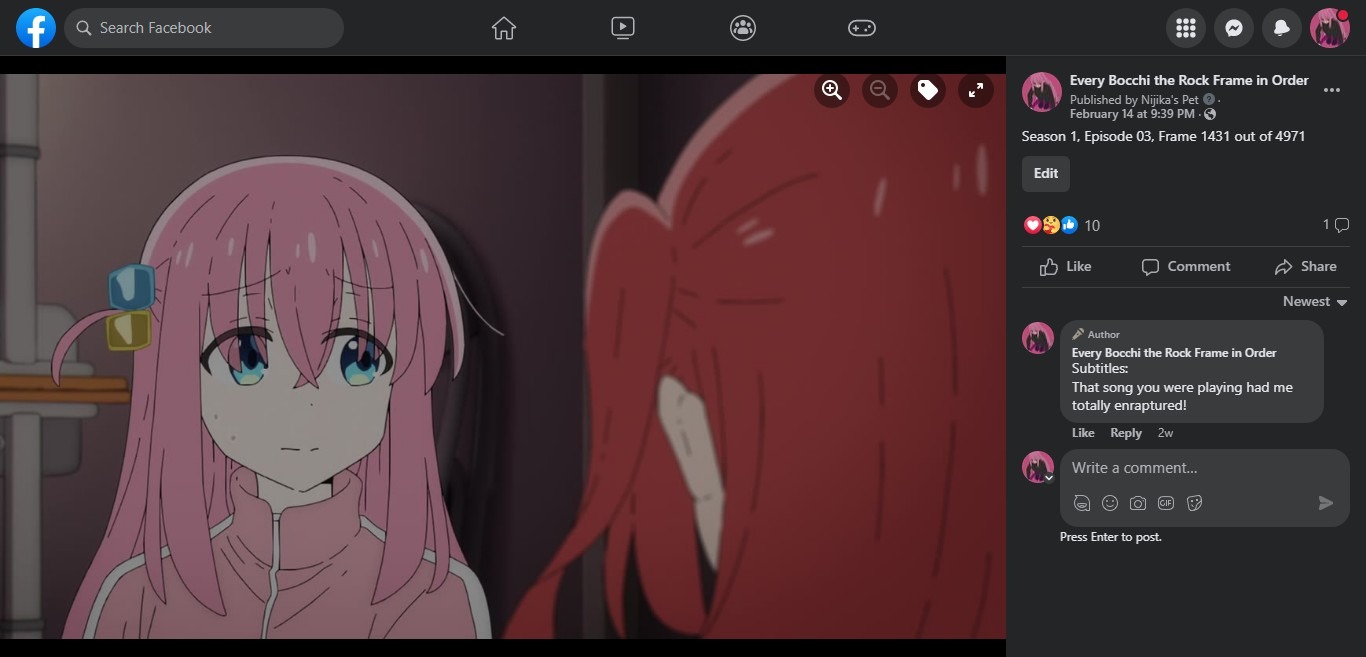 Search Facebook
Every Bocchi the Rock Frame in Order
Published by Nijika's Pet ·
February 14 at 9:39 PM ·
Season 1, Episode 03, Frame 1431 out of 4971
Edit
10
1
Like Comment Share
Newest
Author
Every Bocchi the Rock Frame in Order
Subtitles:
That song you were playing had me
totally enraptured!
Like Reply 2w
Write a comment...
GIF
Press Enter to post.